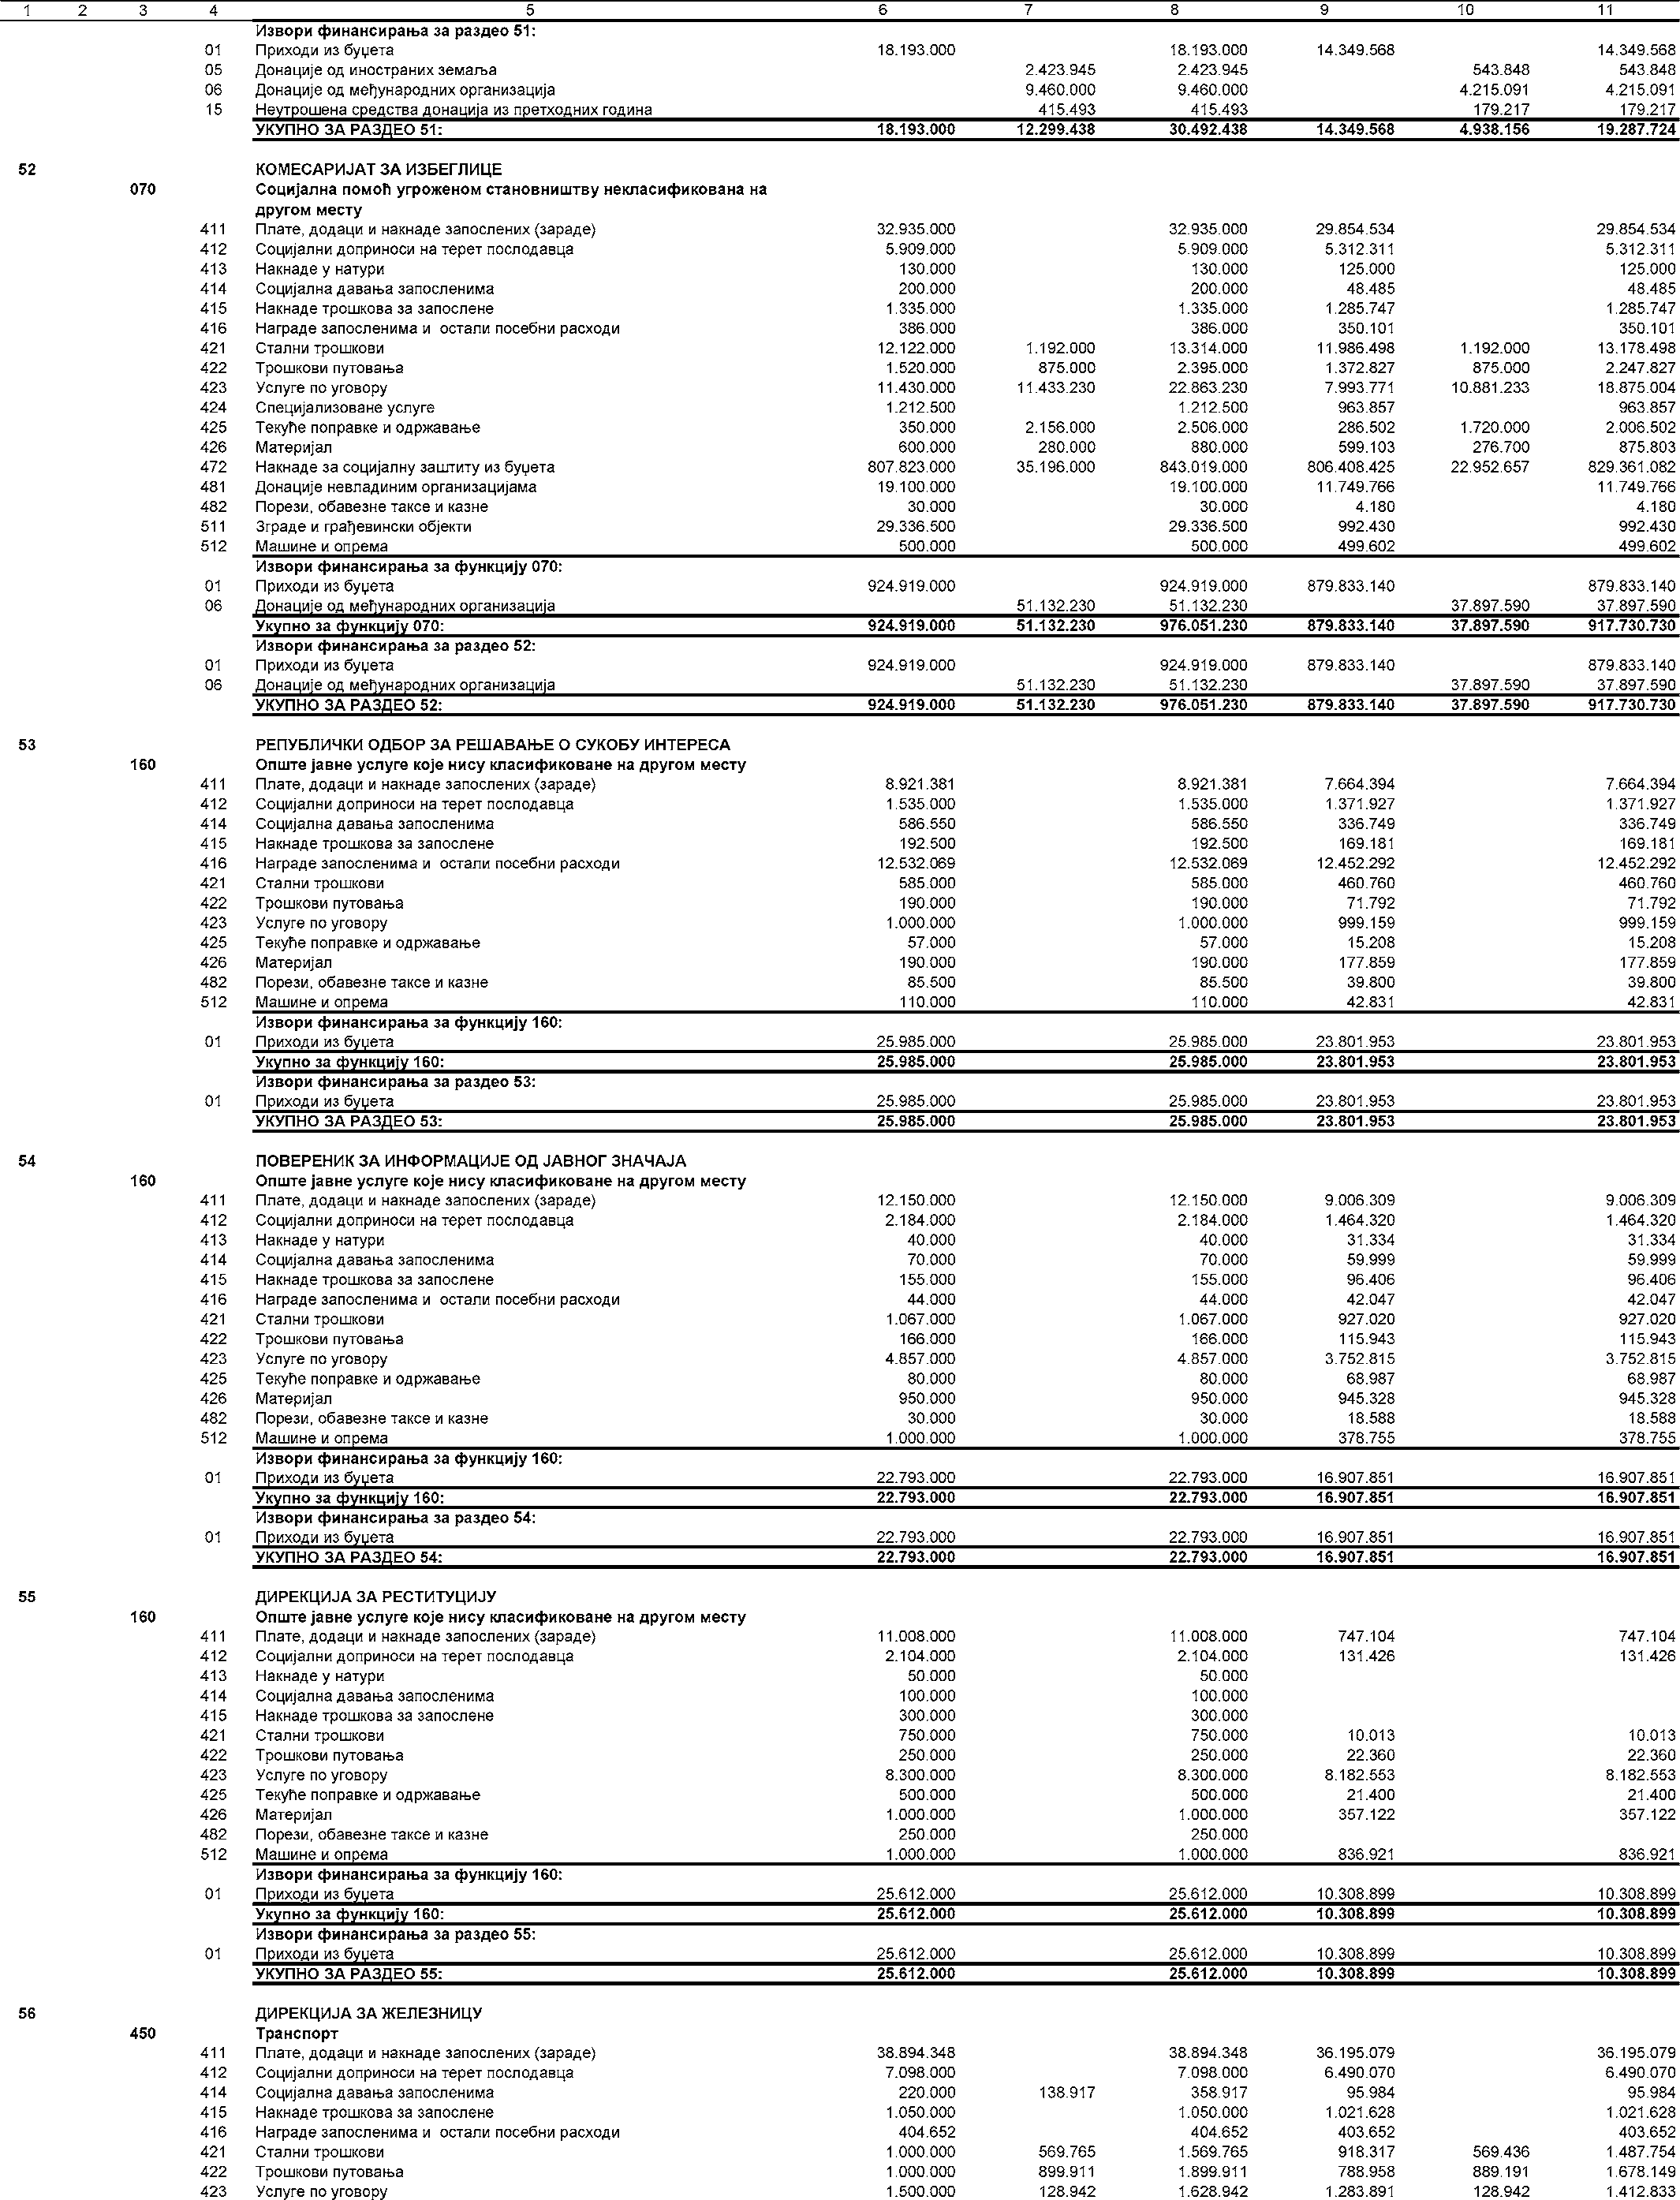 1 2 3 4 5 6 7 8 9 10 11
Извори финансирања за раздео 51:
01 Приходи из буџета 18.193.000 18.193.000 14.349.568 14.349.568
05 Донације од иностраних земаља 2.423.945 2.423.945 543.848 543.848
06 Донације од међународних организација 9.460.000 9.460.000 4.215.091 4.215.091
15 Неутрошена средства донација из претходних година 415.493 415.493 179.217 179.217
УКУПНО ЗА РАЗДЕО 51: 18.193.000 12.299.438 30.492.438 14.349.568 4.938.156 19.287.724
52 КОМЕСАРИЈАТ ЗА ИЗБЕГЛИЦЕ
070 Социјална помоћ угроженом становништву некласификована на
другом месту
411 Плате, додаци и накнаде запослених (зараде) 32.935.000 32.935.000 29.854.534 29.854.534
412 Социјални доприноси на терет послодавца 5.909.000 5.909.000 5.312.311 5.312.311
413 Накнаде у натури 130.000 130.000 125.000 125.000
414 Социјална давања запосленима 200.000 200.000 48.485 48.485
415 Накнаде трошкова за запослене 1.335.000 1.335.000 1.285.747 1.285.747
416 Награде запосленима и остали посебни расходи 386.000 386.000 350.101 350.101
421 Стални трошкови 12.122.000 1.192.000 13.314.000 11.986.498 1.192.000 13.178.498
422 Трошкови путовања 1.520.000 875.000 2.395.000 1.372.827 875.000 2.247.827
423 Услуге по уговору 11.430.000 11.433.230 22.863.230 7.993.771 10.881.233 18.875.004
424 Специјализоване услуге 1.212.500 1.212.500 963.857 963.857
425 Текуће поправке и одржавање 350.000 2.156.000 2.506.000 286.502 1.720.000 2.006.502
426 Материјал 600.000 280.000 880.000 599.103 276.700 875.803
472 Накнаде за социјалну заштиту из буџета 807.823.000 35.196.000 843.019.000 806.408.425 22.952.657 829.361.082
481 Донације невладиним организацијама 19.100.000 19.100.000 11.749.766 11.749.766
482 Порези, обавезне таксе и казне 30.000 30.000 4.180 4.180
511 Зграде и грађевински објекти 29.336.500 29.336.500 992.430 992.430
512 Машине и опрема 500.000 500.000 499.602 499.602
Извори финансирања за функцију 070:
01 Приходи из буџета 924.919.000 924.919.000 879.833.140 879.833.140
06 Донације од међународних организација 51.132.230 51.132.230 37.897.590 37.897.590
Укупно за функцију 070: 924.919.000 51.132.230 976.051.230 879.833.140 37.897.590 917.730.730
Извори финансирања за раздео 52:
01 Приходи из буџета 924.919.000 924.919.000 879.833.140 879.833.140
06 Донације од међународних организација 51.132.230 51.132.230 37.897.590 37.897.590
УКУПНО ЗА РАЗДЕО 52: 924.919.000 51.132.230 976.051.230 879.833.140 37.897.590 917.730.730
53 РЕПУБЛИЧКИ ОДБОР ЗА РЕШАВАЊЕ О СУКОБУ ИНТЕРЕСА
160 Опште јавне услуге које нису класификоване на другом месту
411 Плате, додаци и накнаде запослених (зараде) 8.921.381 8.921.381 7.664.394 7.664.394
412 Социјални доприноси на терет послодавца 1.535.000 1.535.000 1.371.927 1.371.927
414 Социјална давања запосленима 586.550 586.550 336.749 336.749
415 Накнаде трошкова за запослене 192.500 192.500 169.181 169.181
416 Награде запосленима и остали посебни расходи 12.532.069 12.532.069 12.452.292 12.452.292
421 Стални трошкови 585.000 585.000 460.760 460.760
422 Трошкови путовања 190.000 190.000 71.792 71.792
423 Услуге по уговору 1.000.000 1.000.000 999.159 999.159
425 Текуће поправке и одржавање 57.000 57.000 15.208 15.208
426 Материјал 190.000 190.000 177.859 177.859
482 Порези, обавезне таксе и казне 85.500 85.500 39.800 39.800
512 Машине и опрема 110.000 110.000 42.831 42.831
Извори финансирања за функцију 160:
01 Приходи из буџета 25.985.000 25.985.000 23.801.953 23.801.953
Укупно за функцију 160: 25.985.000 25.985.000 23.801.953 23.801.953
Извори финансирања за раздео 53:
01 Приходи из буџета 25.985.000 25.985.000 23.801.953 23.801.953
УКУПНО ЗА РАЗДЕО 53: 25.985.000 25.985.000 23.801.953 23.801.953
54 ПОВЕРЕНИК ЗА ИНФОРМАЦИЈЕ ОД ЈАВНОГ ЗНАЧАЈА
160 Опште јавне услуге које нису класификоване на другом месту
411 Плате, додаци и накнаде запослених (зараде) 12.150.000 12.150.000 9.006.309 9.006.309
412 Социјални доприноси на терет послодавца 2.184.000 2.184.000 1.464.320 1.464.320
413 Накнаде у натури 40.000 40.000 31.334 31.334
414 Социјална давања запосленима 70.000 70.000 59.999 59.999
415 Накнаде трошкова за запослене 155.000 155.000 96.406 96.406
416 Награде запосленима и остали посебни расходи 44.000 44.000 42.047 42.047
421 Стални трошкови 1.067.000 1.067.000 927.020 927.020
422 Трошкови путовања 166.000 166.000 115.943 115.943
423 Услуге по уговору 4.857.000 4.857.000 3.752.815 3.752.815
425 Текуће поправке и одржавање 80.000 80.000 68.987 68.987
426 Материјал 950.000 950.000 945.328 945.328
482 Порези, обавезне таксе и казне 30.000 30.000 18.588 18.588
512 Машине и опрема 1.000.000 1.000.000 378.755 378.755
Извори финансирања за функцију 160:
01 Приходи из буџета 22.793.000 22.793.000 16.907.851 16.907.851
Укупно за функцију 160: 22.793.000 22.793.000 16.907.851 16.907.851
Извори финансирања за раздео 54:
01 Приходи из буџета 22.793.000 22.793.000 16.907.851 16.907.851
УКУПНО ЗА РАЗДЕО 54: 22.793.000 22.793.000 16.907.851 16.907.851
55 ДИРЕКЦИЈА ЗА РЕСТИТУЦИЈУ
160 Опште јавне услуге које нису класификоване на другом месту
411 Плате, додаци и накнаде запослених (зараде) 11.008.000 11.008.000 747.104 747.104
412 Социјални доприноси на терет послодавца 2.104.000 2.104.000 131.426 131.426
413 Накнаде у натури 50.000 50.000
414 Социјална давања запосленима 100.000 100.000
415 Накнаде трошкова за запослене 300.000 300.000
421 Стални трошкови 750.000 750.000 10.013 10.013
422 Трошкови путовања 250.000 250.000 22.360 22.360
423 Услуге по уговору 8.300.000 8.300.000 8.182.553 8.182.553
425 Текуће поправке и одржавање 500.000 500.000 21.400 21.400
426 Материјал 1.000.000 1.000.000 357.122 357.122
482 Порези, обавезне таксе и казне 250.000 250.000
512 Машине и опрема 1.000.000 1.000.000 836.921 836.921
Извори финансирања за функцију 160:
01 Приходи из буџета 25.612.000 25.612.000 10.308.899 10.308.899
Укупно за функцију 160: 25.612.000 25.612.000 10.308.899 10.308.899
Извори финансирања за раздео 55:
01 Приходи из буџета 25.612.000 25.612.000 10.308.899 10.308.899
УКУПНО ЗА РАЗДЕО 55: 25.612.000 25.612.000 10.308.899 10.308.899
56 ДИРЕКЦИЈА ЗА ЖЕЛЕЗНИЦУ
450 Транспорт
411 Плате, додаци и накнаде запослених (зараде) 38.894.348 38.894.348 36.195.079 36.195.079
412 Социјални доприноси на терет послодавца 7.098.000 7.098.000 6.490.070 6.490.070
414 Социјална давања запосленима 220.000 138.917 358.917 95.984 95.984
415 Накнаде трошкова за запослене 1.050.000 1.050.000 1.021.628 1.021.628
416 Награде запосленима и остали посебни расходи 404.652 404.652 403.652 403.652
421 Стални трошкови 1.000.000 569.765 1.569.765 918.317 569.436 1.487.754
422 Трошкови путовања 1.000.000 899.911 1.899.911 788.958 889.191 1.678.149
423 Услуге по уговору 1.500.000 128.942 1.628.942 1.283.891 128.942 1.412.833